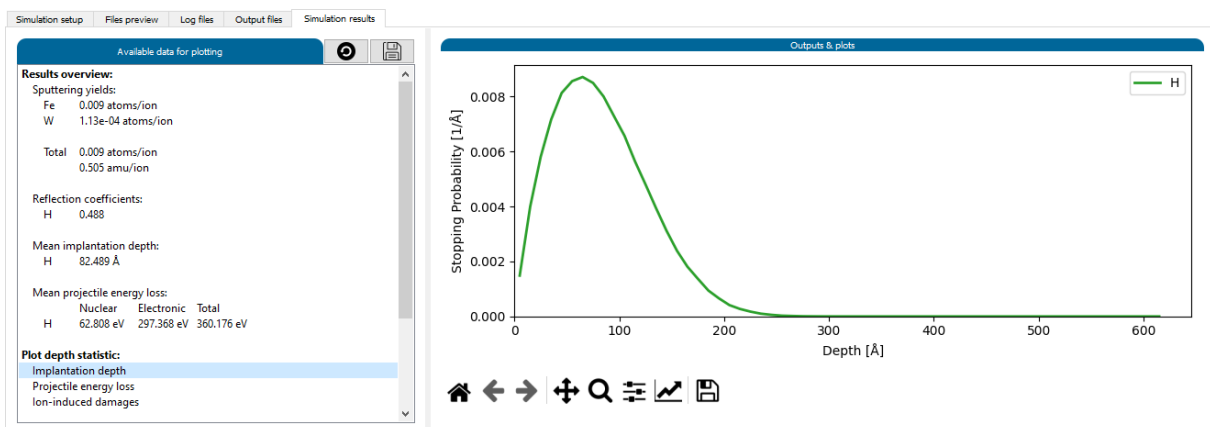 Simulation setup Files preview Log files Output files Simulation results
Available data for plotting
Results overview:
Sputtering yields:
Fe 0.009 atoms/ion
W 1.13e-04 atoms/ion
Total 0.009 atoms/ion
0.505 amu/ion
Reflection coefficients:
H 0.488
Mean implantation depth:
H 82.489 Å
Mean projectile energy loss:
Nuclear Electronic Total
H 62.808 eV 297.368 eV 360.176 eV
Plot depth statistic:
Implantation depth
Projectile energy loss
Ion-induced damages
Outputs & plots
H
Stopping Probability [1/Å]
0.008
0.006
0.004
0.002
0.000
0 100 200 300 400 500 600
Depth [Å]